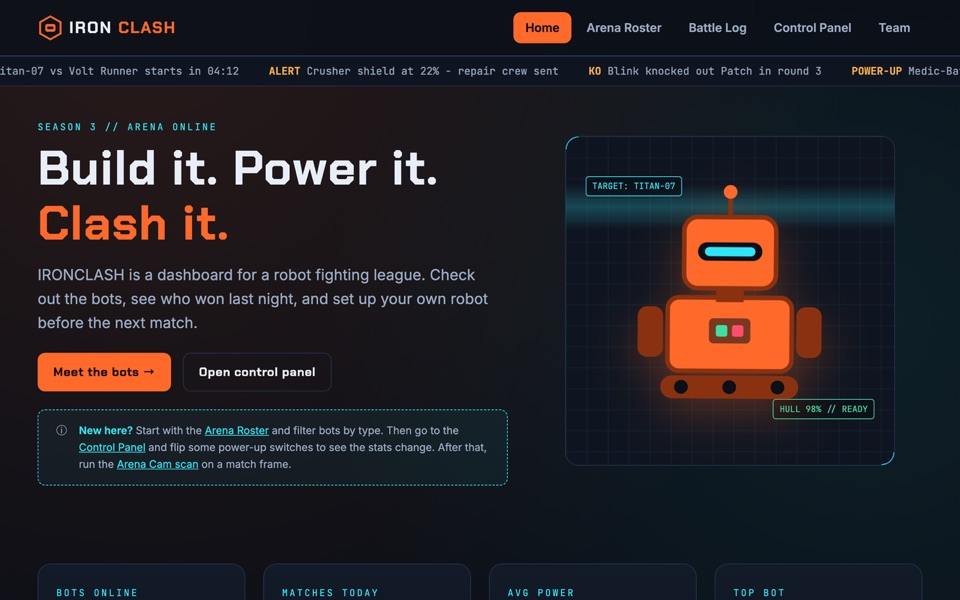 IRON CLASH
Home Arena Roster Battle Log Control Panel Team
vs Volt Runner starts in 04:12 ALERT Crusher shield at 22% - repair crew sent KO Blink knocked out Patch in round 3 POWER-UP
SEASON 3 // ARENA ONLINE
Build it. Power it.
Clash it.
IRONCLASH is a dashboard for a robot fighting league. Check
out the bots, see who won last night, and set up your own robot
before the next match.
Meet the bots →
Open control panel
ⓘ New here? Start with the Arena Roster and filter bots by type. Then go to the
Control Panel and flip some power-up switches to see the stats change. After that,
run the Arena Cam scan on a match frame.
TARGET: TITAN-07
HULL 98% // READY
BOTS ONLINE
MATCHES TODAY
AVG POWER
TOP BOT